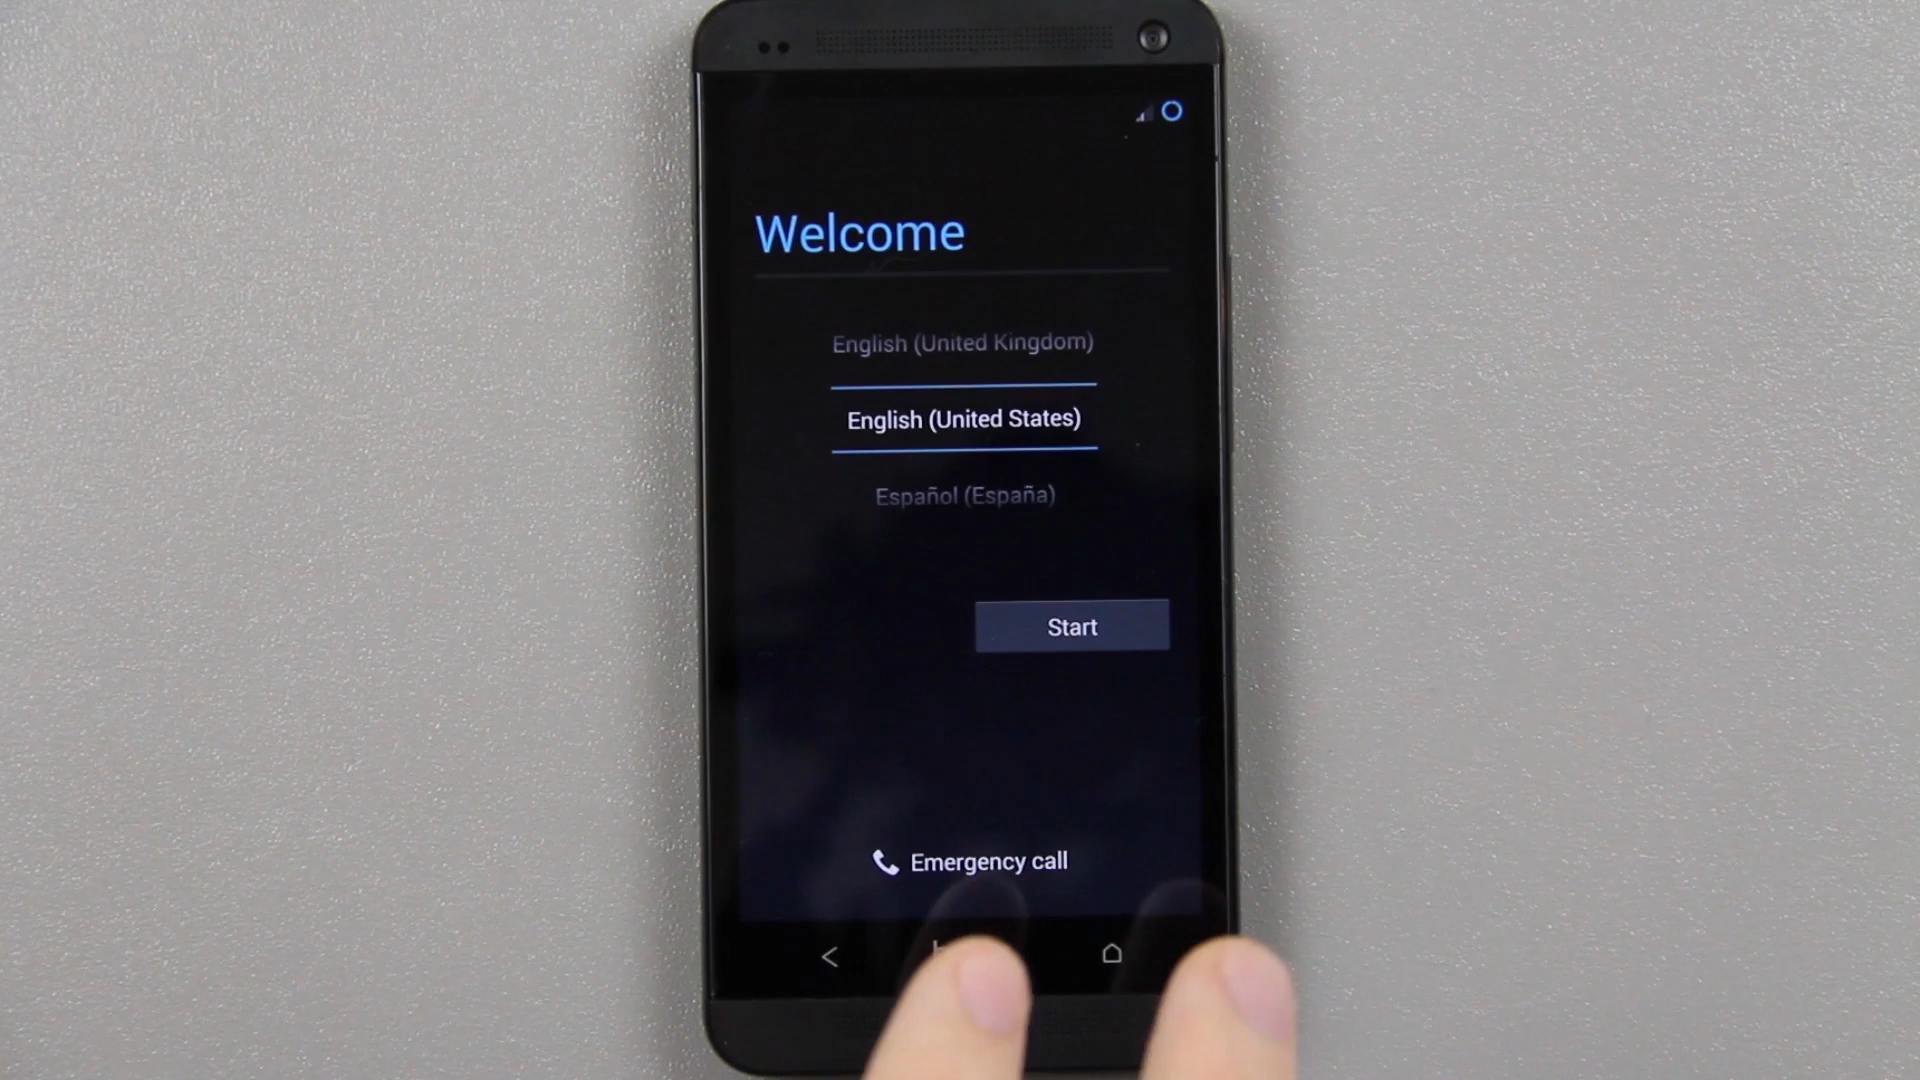 Welcome
English (United Kingdom)
English (United States)
Español (España)
Start
Emergency call